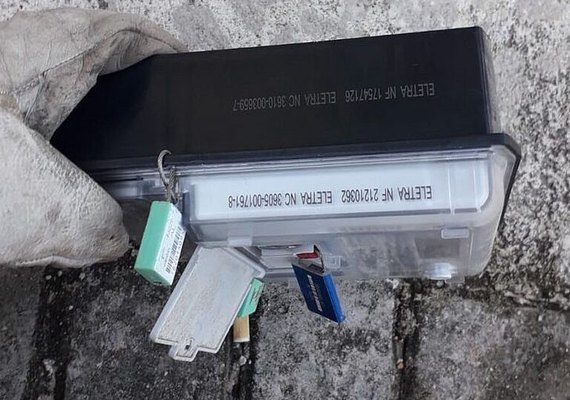 ELETRA NF 17547126 ELETRA NC 3610-003659-7
ELETRA NF 21210362 ELETRA NC 3605-001761-8